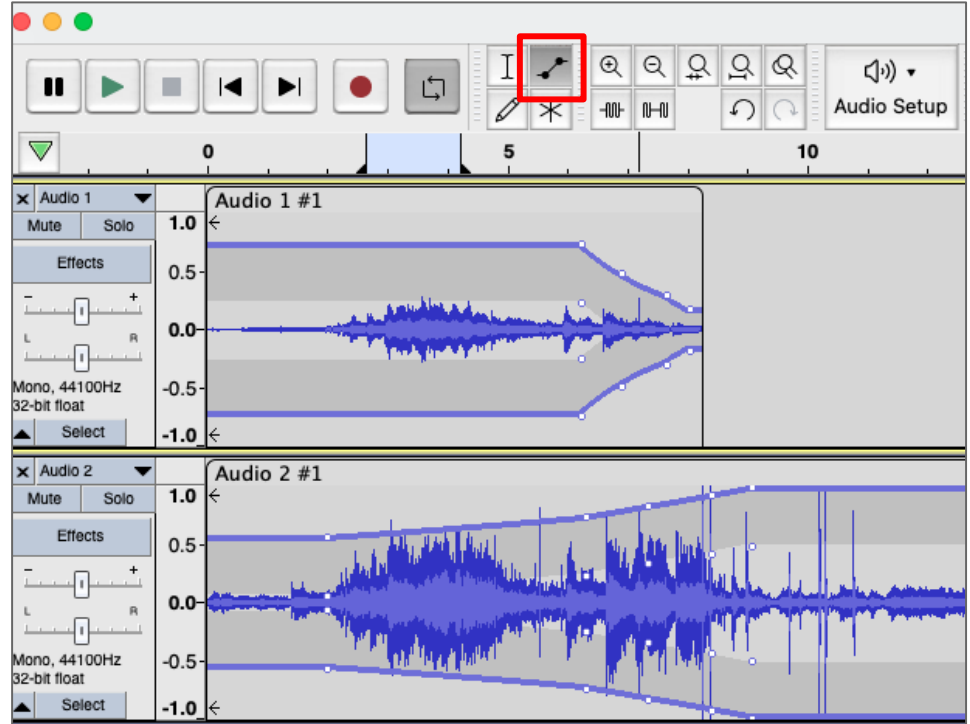 Audio Setup
0 5 10
× Audio 1
Audio 1 #1
Mute Solo
Effects
- +
L R
Mono, 44100Hz
32-bit float
Select
1.0
0.5
0.0
-0.5
-1.0
× Audio 2
Audio 2 #1
Mute Solo
Effects
- +
L R
Mono, 44100Hz
32-bit float
Select
1.0
0.5
0.0
-0.5
-1.0